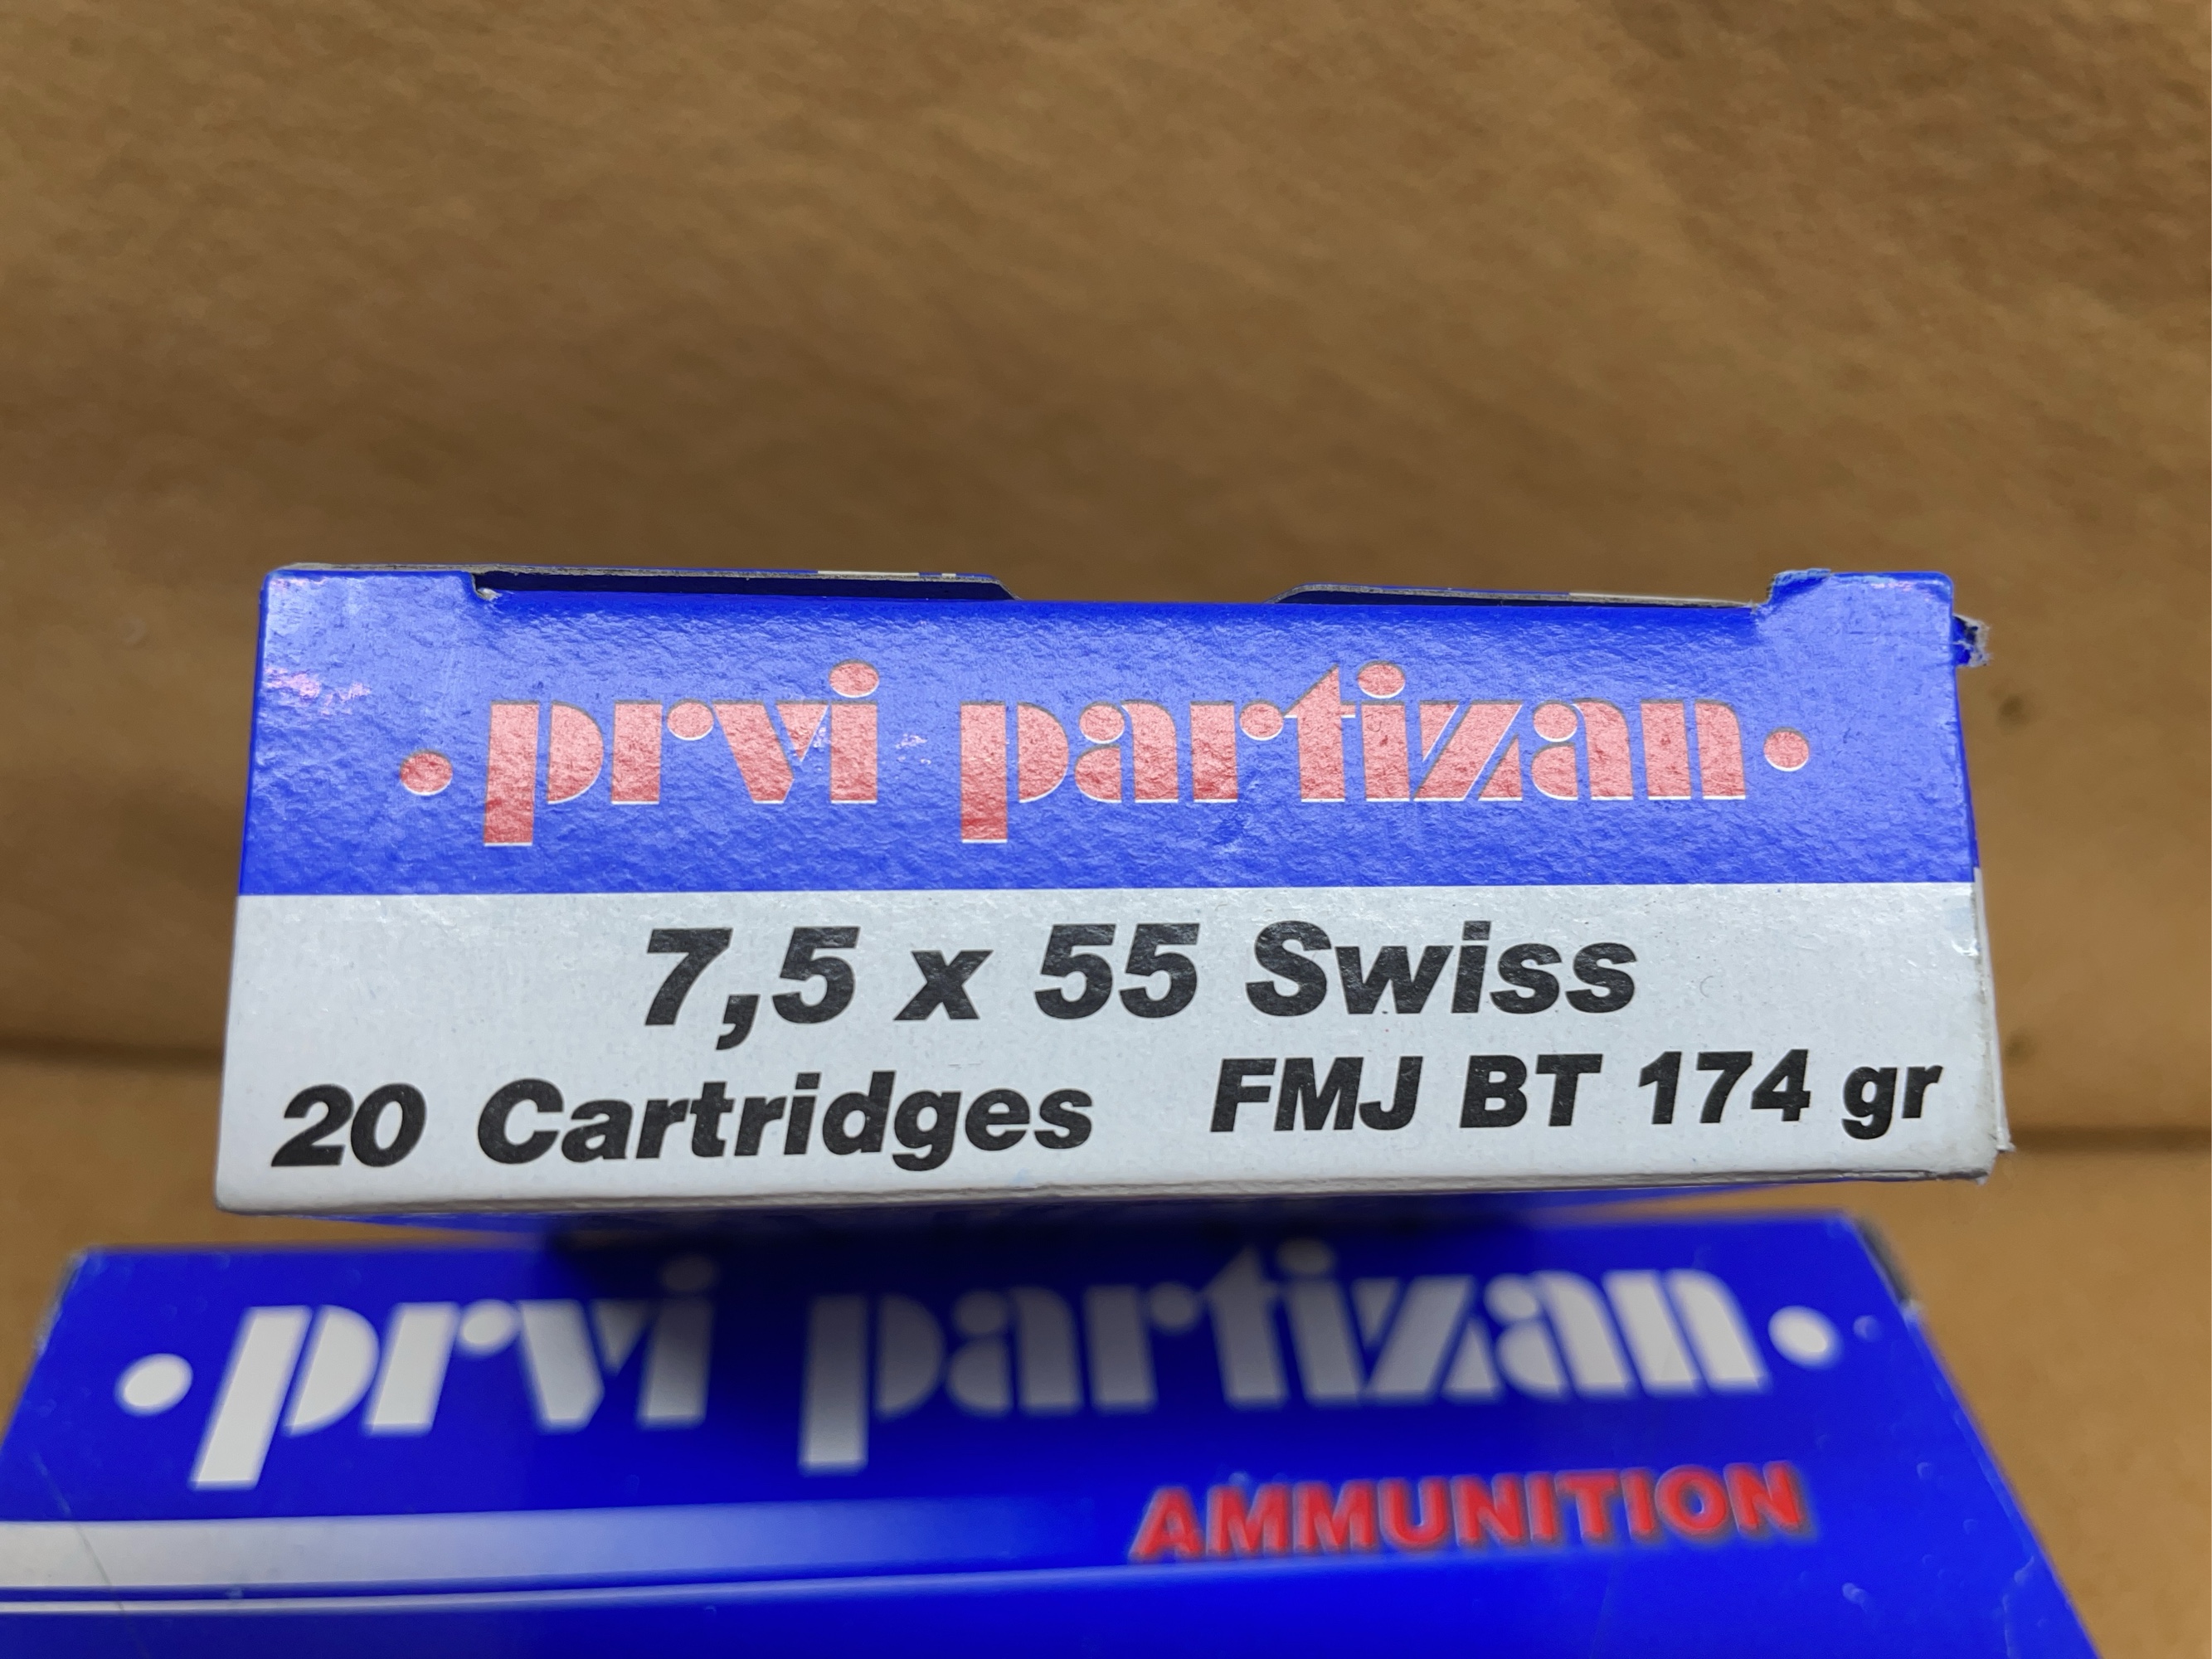 • prvi partizan •
7,5 x 55 Swiss
20 Cartridges FMJ BT 174 gr
• prvi partizan •
AMMUNITION